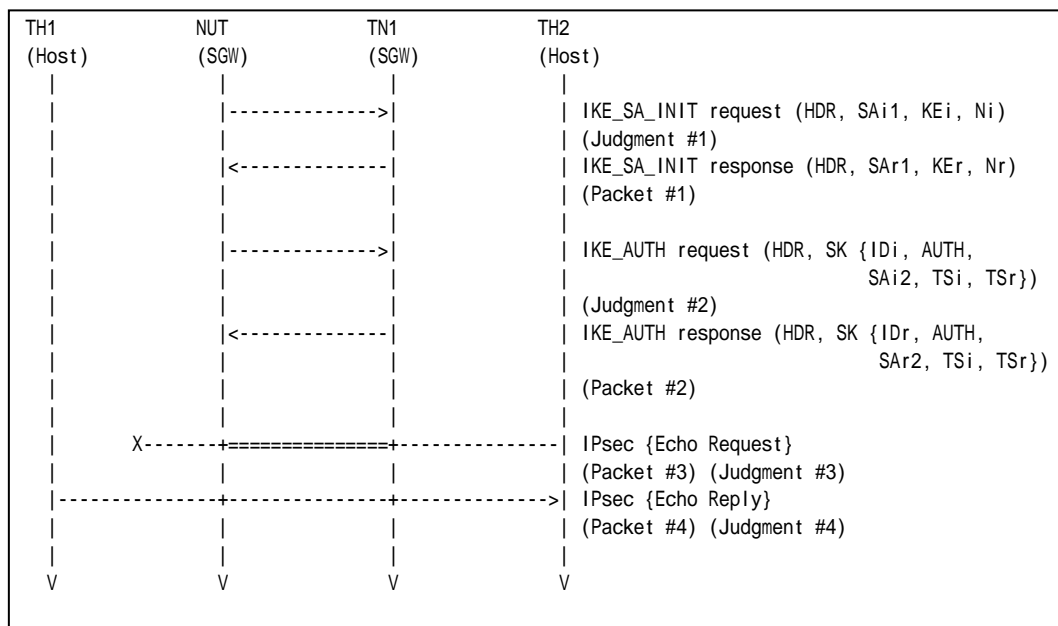 TH1 NUT TN1 TH2
(Host) (SGW) (SGW) (Host)
| | | |
| |-------------->| | IKE_SA_INIT request (HDR, SAi1, KEi, Ni)
| | | | (Judgment #1)
| |<--------------| | IKE_SA_INIT response (HDR, SAr1, KEr, Nr)
| | | | (Packet #1)
| | | |
| |-------------->| | IKE_AUTH request (HDR, SK {IDi, AUTH,
| | | | SAi2, TSi, TSr})
| | | | (Judgment #2)
| |<--------------| | IKE_AUTH response (HDR, SK {IDr, AUTH,
| | | | SAr2, TSi, TSr})
| | | | (Packet #2)
| | | |
| X-------+===============+---------------| IPsec {Echo Request}
| | | | (Packet #3) (Judgment #3)
|---------------+---------------+-------------->| IPsec {Echo Reply}
| | | | (Packet #4) (Judgment #4)
| | | |
V V V V